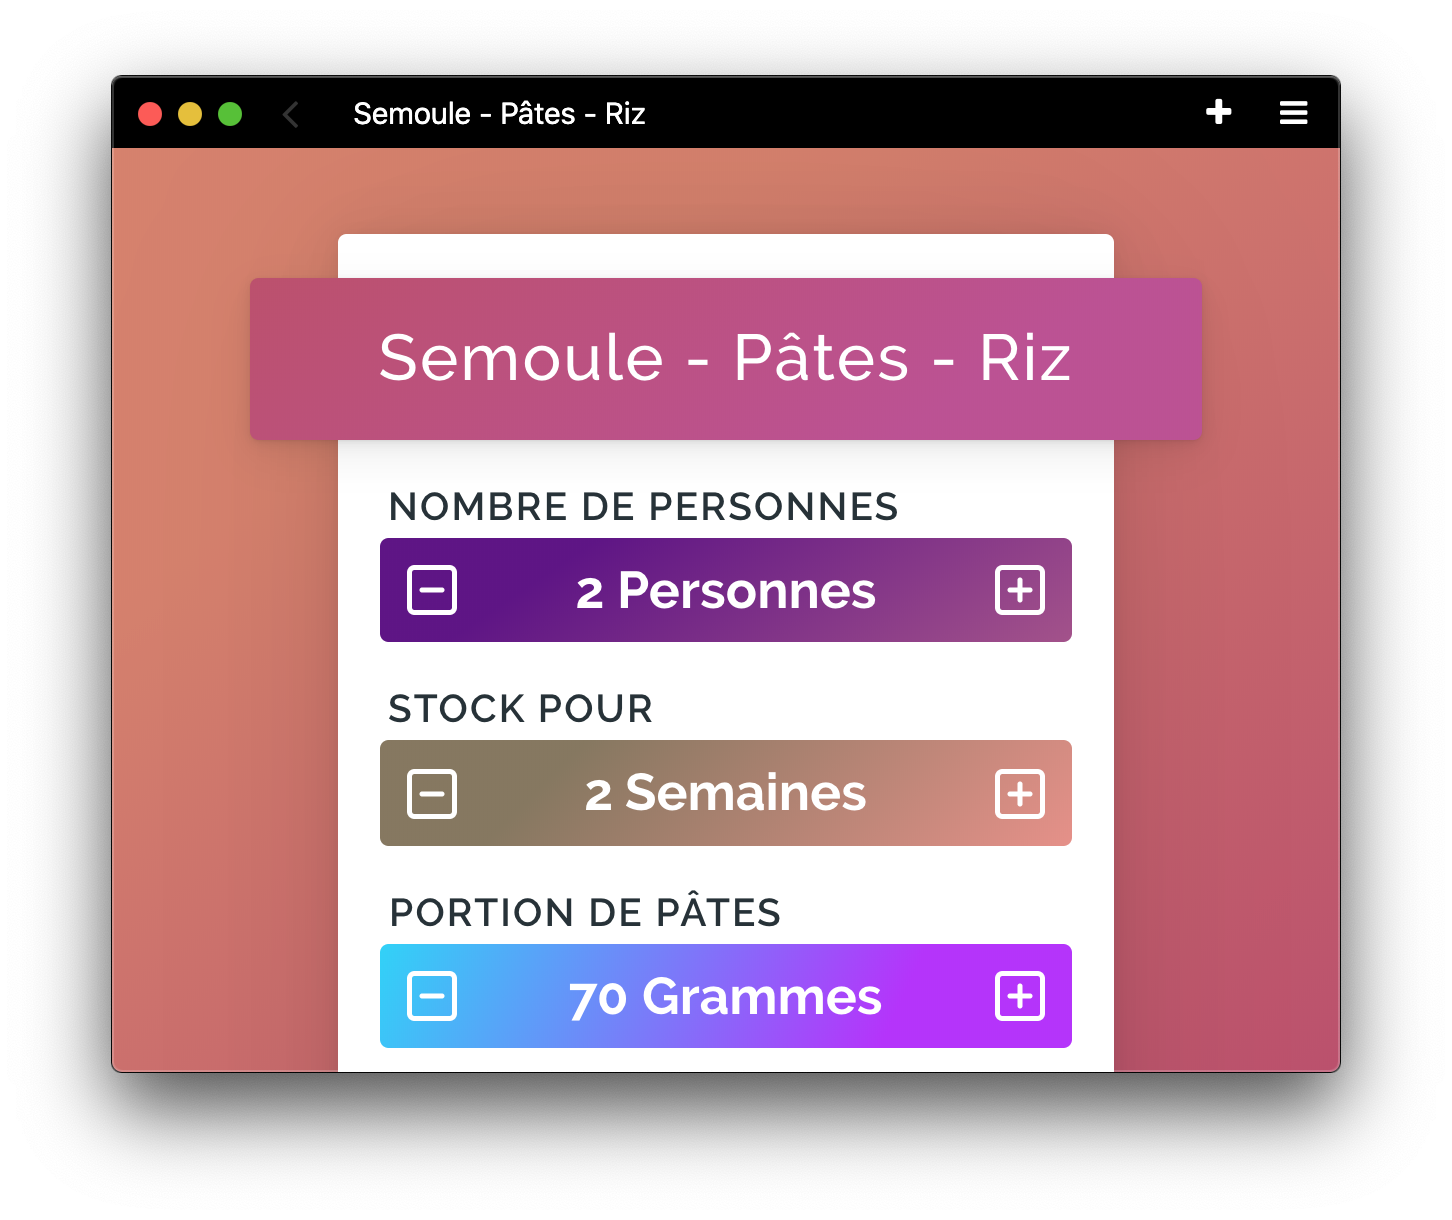 Semoule - Pâtes - Riz
Semoule - Pâtes - Riz
NOMBRE DE PERSONNES
2 Personnes
STOCK POUR
2 Semaines
PORTION DE PÂTES
70 Grammes